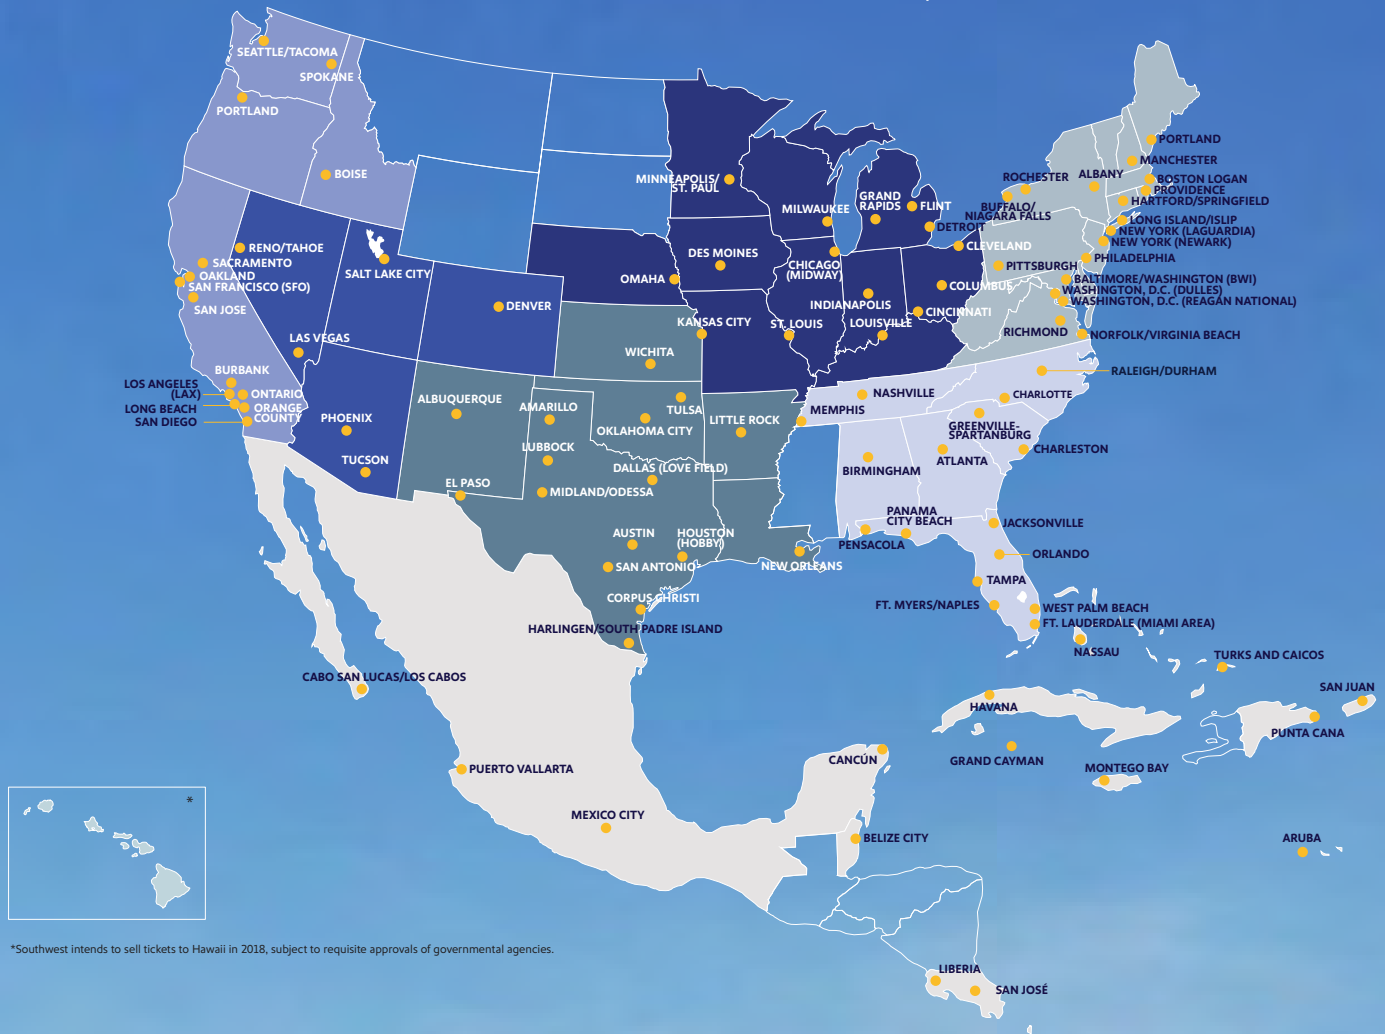 SEATTLE/TACOMA
SPOKANE
PORTLAND
BOISE
RENO/TAHOE
SACRAMENTO
OAKLAND
SAN FRANCISCO (SFO)
SAN JOSE
SALT LAKE CITY
DENVER
LAS VEGAS
BURBANK
LOS ANGELES
(LAX)
ONTARIO
LONG BEACH
ORANGE
COUNTY
SAN DIEGO
PHOENIX
TUCSON
ALBUQUERQUE
EL PASO
AMARILLO
LUBBOCK
MIDLAND/ODESSA
DALLAS (LOVE FIELD)
AUSTIN
HOUSTON
(HOBBY)
SAN ANTONIO
CORPUS CHRISTI
HARLINGEN/SOUTH PADRE ISLAND
WICHITA
TULSA
OKLAHOMA CITY
LITTLE ROCK
NEW ORLEANS
MINNEAPOLIS/
ST. PAUL
DES MOINES
OMAHA
KANSAS CITY
ST. LOUIS
MILWAUKEE
CHICAGO
(MIDWAY)
GRAND
RAPIDS
FLINT
DETROIT
CLEVELAND
COLUMBUS
CINCINNATI
INDIANAPOLIS
LOUISVILLE
PORTLAND
MANCHESTER
BOSTON LOGAN
PROVIDENCE
HARTFORD/SPRINGFIELD
ALBANY
ROCHESTER
BUFFALO/
NIAGARA FALLS
LONG ISLAND/ISLIP
NEW YORK (LAGUARDIA)
NEW YORK (NEWARK)
PHILADELPHIA
PITTSBURGH
BALTIMORE/WASHINGTON (BWI)
WASHINGTON, D.C. (DULLES)
WASHINGTON, D.C. (REAGAN NATIONAL)
RICHMOND
NORFOLK/VIRGINIA BEACH
RALEIGH/DURHAM
CHARLOTTE
NASHVILLE
MEMPHIS
GREENVILLE-
SPARTANBURG
CHARLESTON
ATLANTA
BIRMINGHAM
PANAMA
CITY BEACH
PENSACOLA
JACKSONVILLE
ORLANDO
TAMPA
FT. MYERS/NAPLES
WEST PALM BEACH
FT. LAUDERDALE (MIAMI AREA)
NASSAU
TURKS AND CAICOS
SAN JUAN
PUNTA CANA
HAVANA
GRAND CAYMAN
MONTEGO BAY
ARUBA
CABO SAN LUCAS/LOS CABOS
PUERTO VALLARTA
MEXICO CITY
CANCÚN
BELIZE CITY
LIBERIA
SAN JOSÉ
*
*Southwest intends to sell tickets to Hawaii in 2018, subject to requisite approvals of governmental agencies.